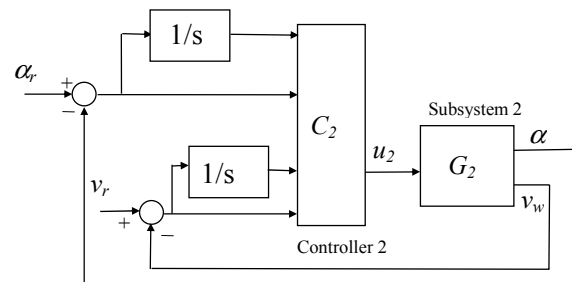 1/s
α_r
+
−
C_2
Subsystem 2
u_2
G_2
α
v_w
v_r
1/s
+
−
Controller 2